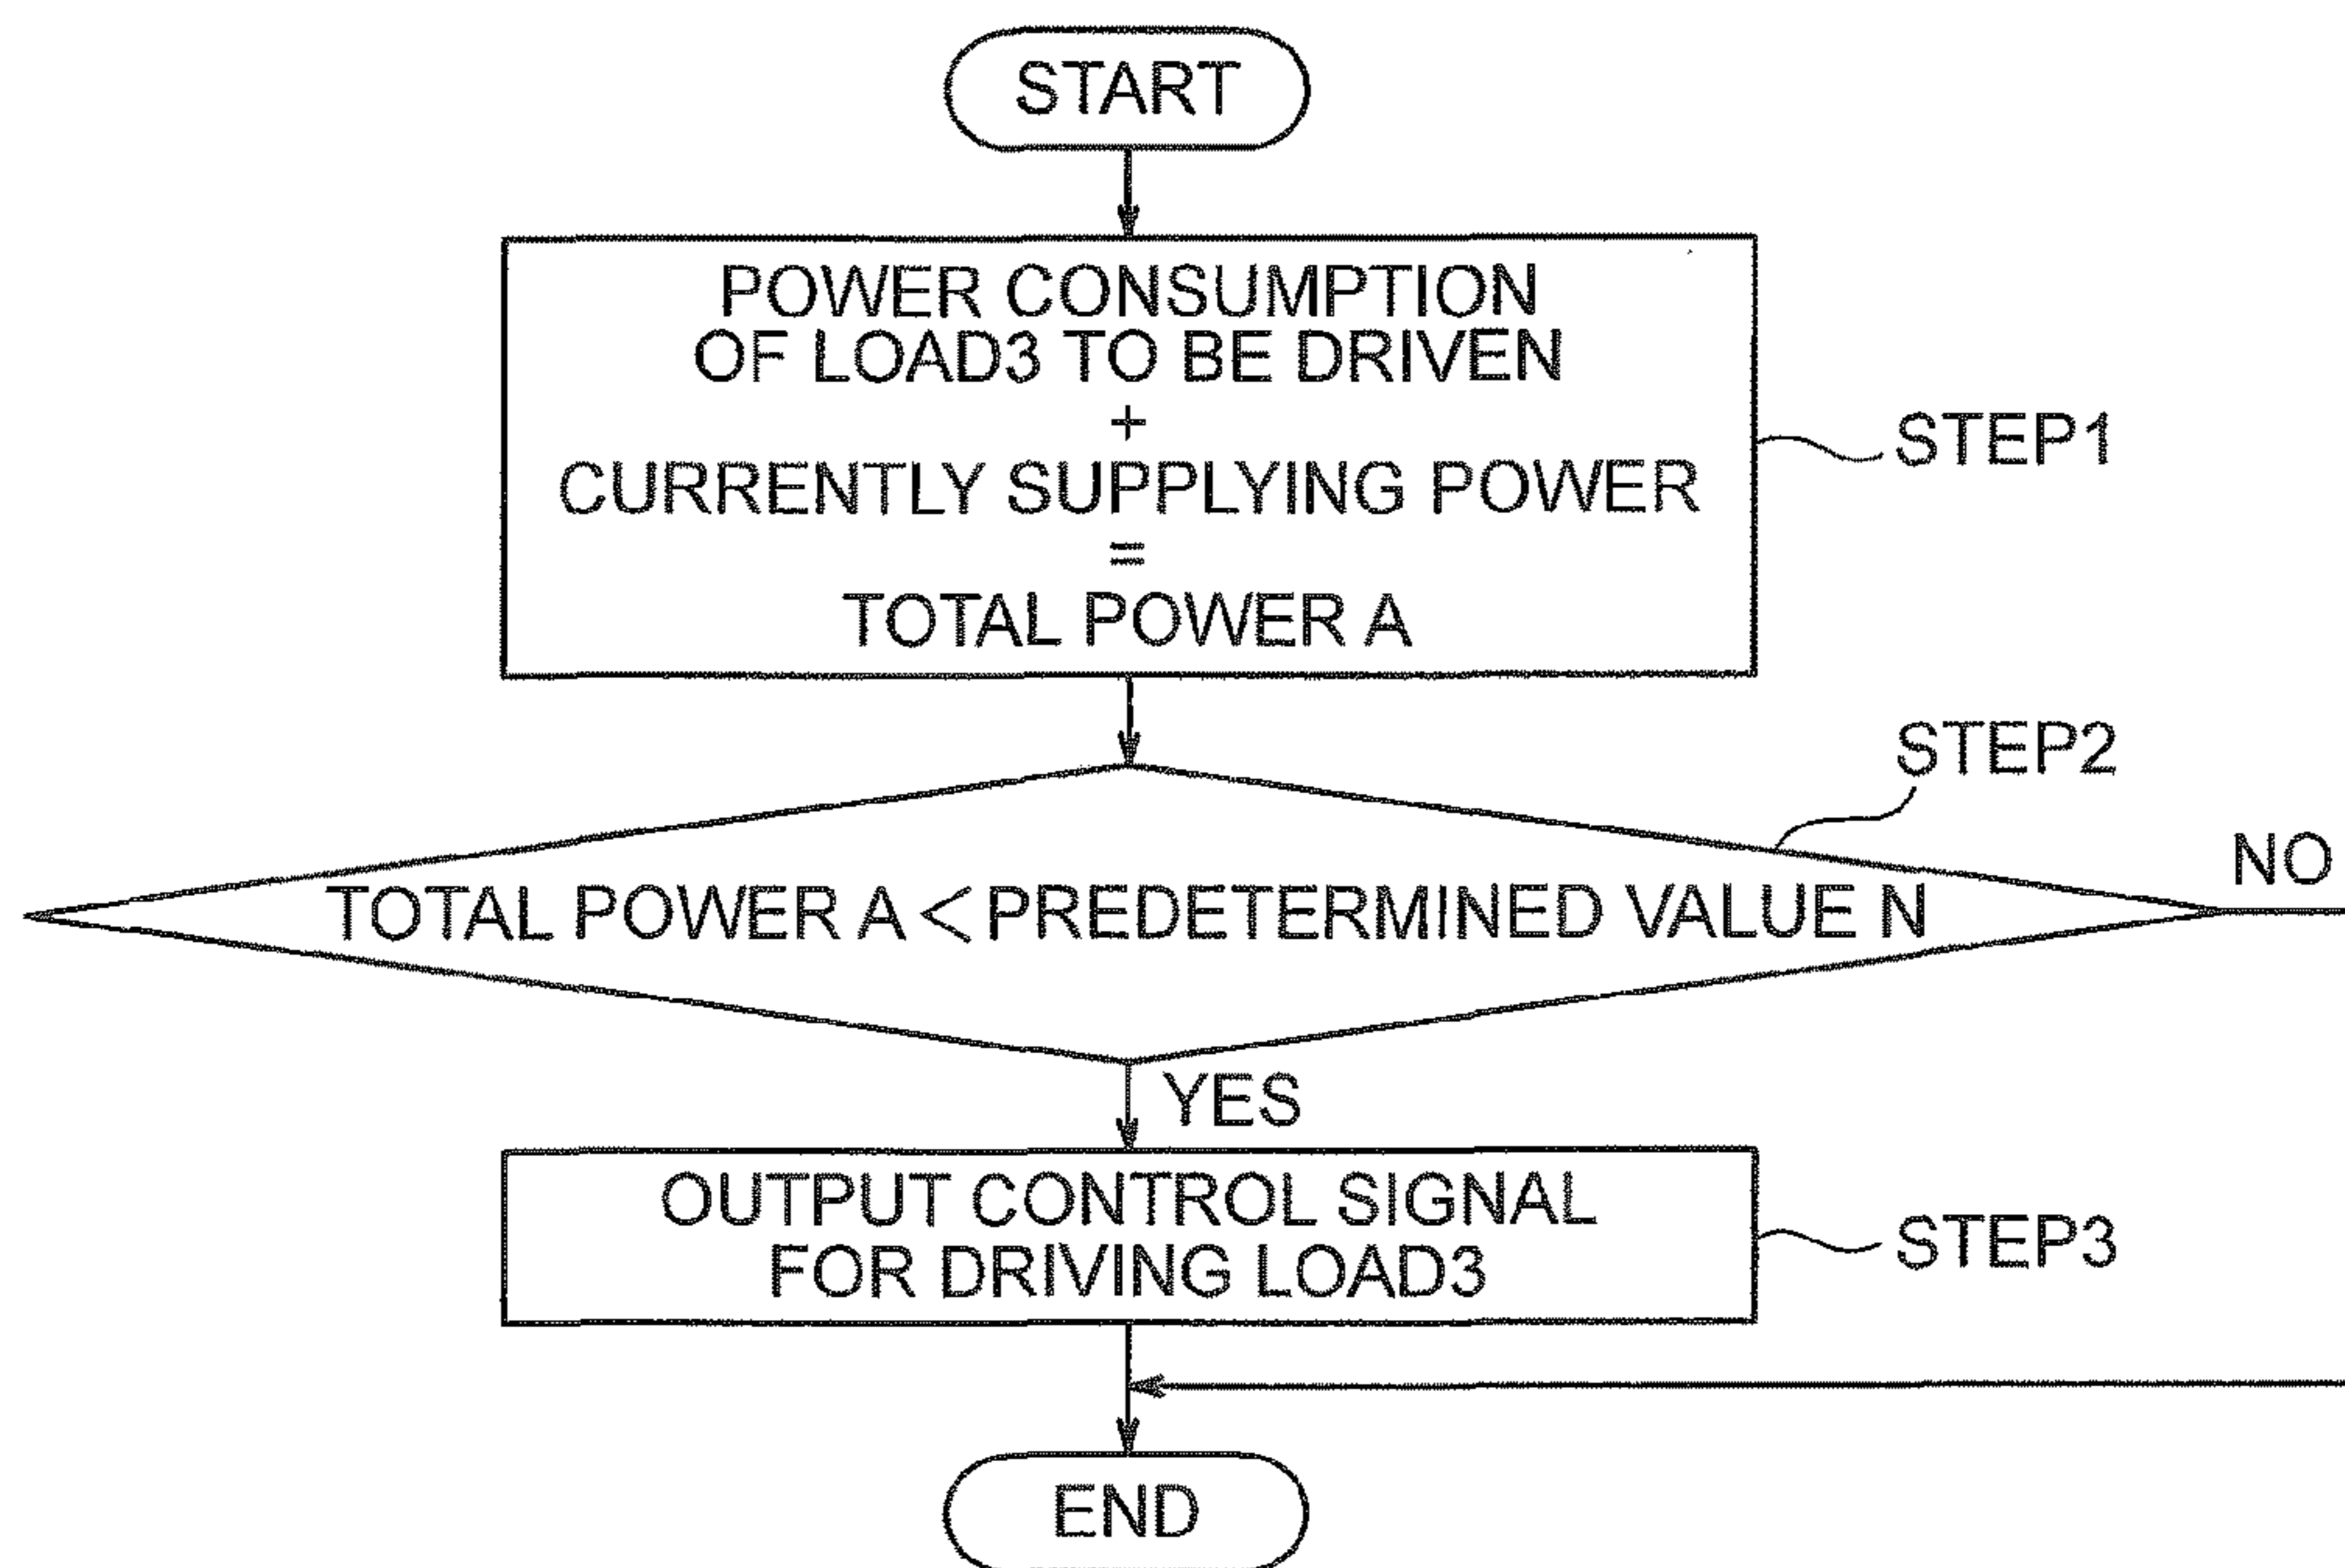 START
POWER CONSUMPTION
OF LOAD3 TO BE DRIVEN
+
CURRENTLY SUPPLYING POWER
=
TOTAL POWER A
STEP1
STEP2
TOTAL POWER A < PREDETERMINED VALUE N
NO
YES
OUTPUT CONTROL SIGNAL
FOR DRIVING LOAD3
STEP3
END